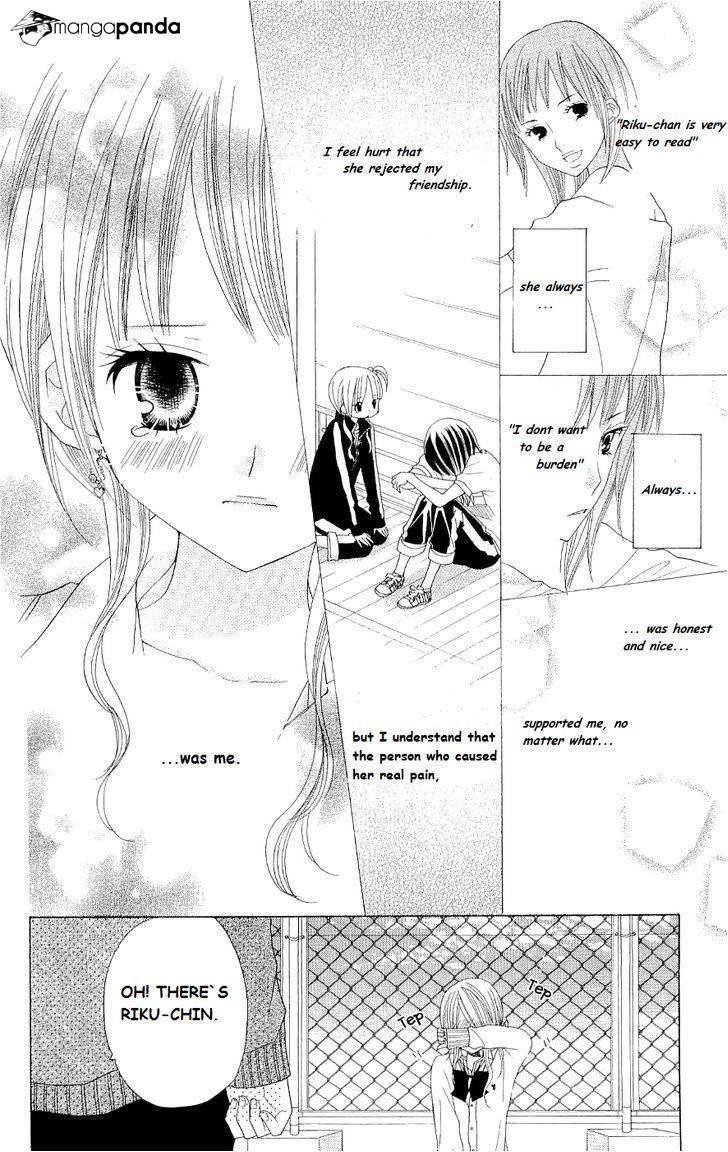 mangapanda
"Riku-chan is very
easy to read"
she always
...
"I dont want
to be a
burden"
Always...
... was honest
and nice...
supported me, no
matter what...
I feel hurt that
she rejected my
friendship.
but I understand that
the person who caused
her real pain,
...was me.
Tep
Tep
OH! THERE`S
RIKU-CHIN.